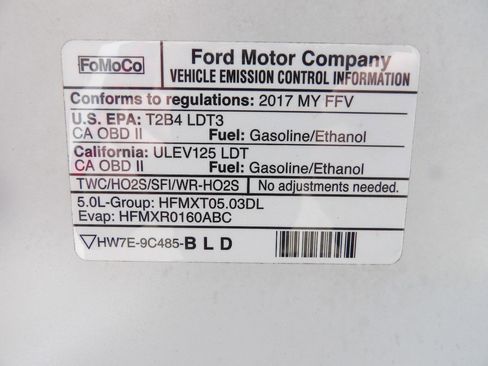 FoMoCo
Ford Motor Company
VEHICLE EMISSION CONTROL INFORMATION
Conforms to regulations: 2017 MY FFV
U.S. EPA: T2B4 LDT3
CA OBD II Fuel: Gasoline/Ethanol
California: ULEV125 LDT
CA OBD II Fuel: Gasoline/Ethanol
TWC/HO2S/SFI/WR-HO2S No adjustments needed.
5.0L-Group: HFMXT05.03DL
Evap: HFMXR0160ABC
HW7E-9C485-BLD